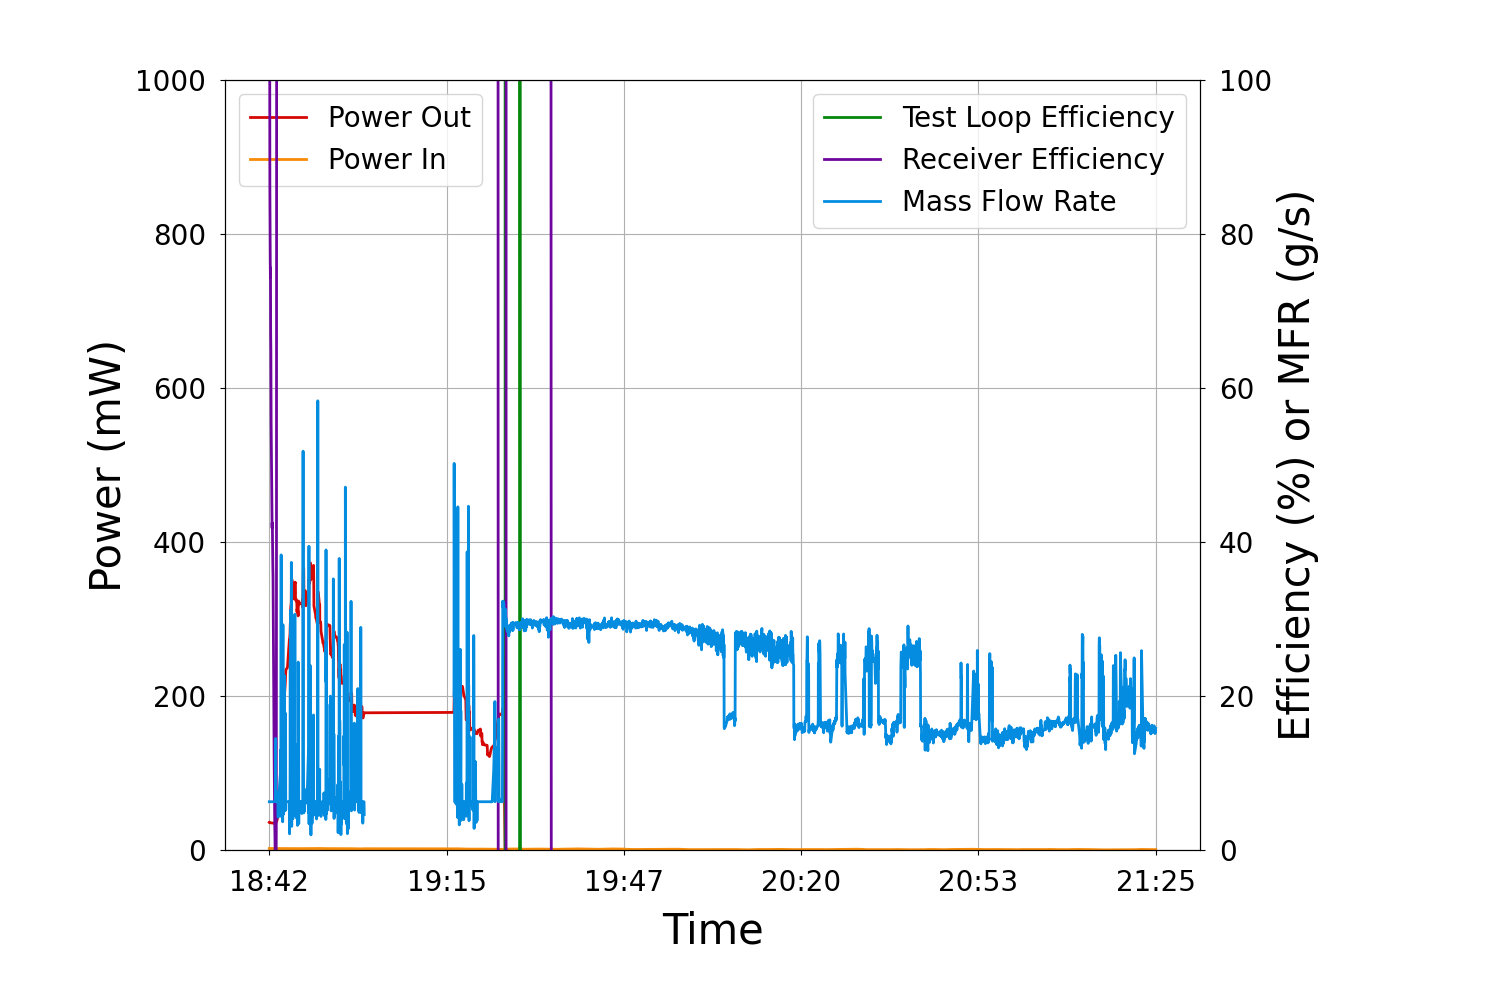 1000
800
600
400
200
0
Power (mW)
Power Out
Power In
Test Loop Efficiency
Receiver Efficiency
Mass Flow Rate
100
80
60
40
20
0
Efficiency (%) or MFR (g/s)
18:42 19:15 19:47 20:20 20:53 21:25
Time